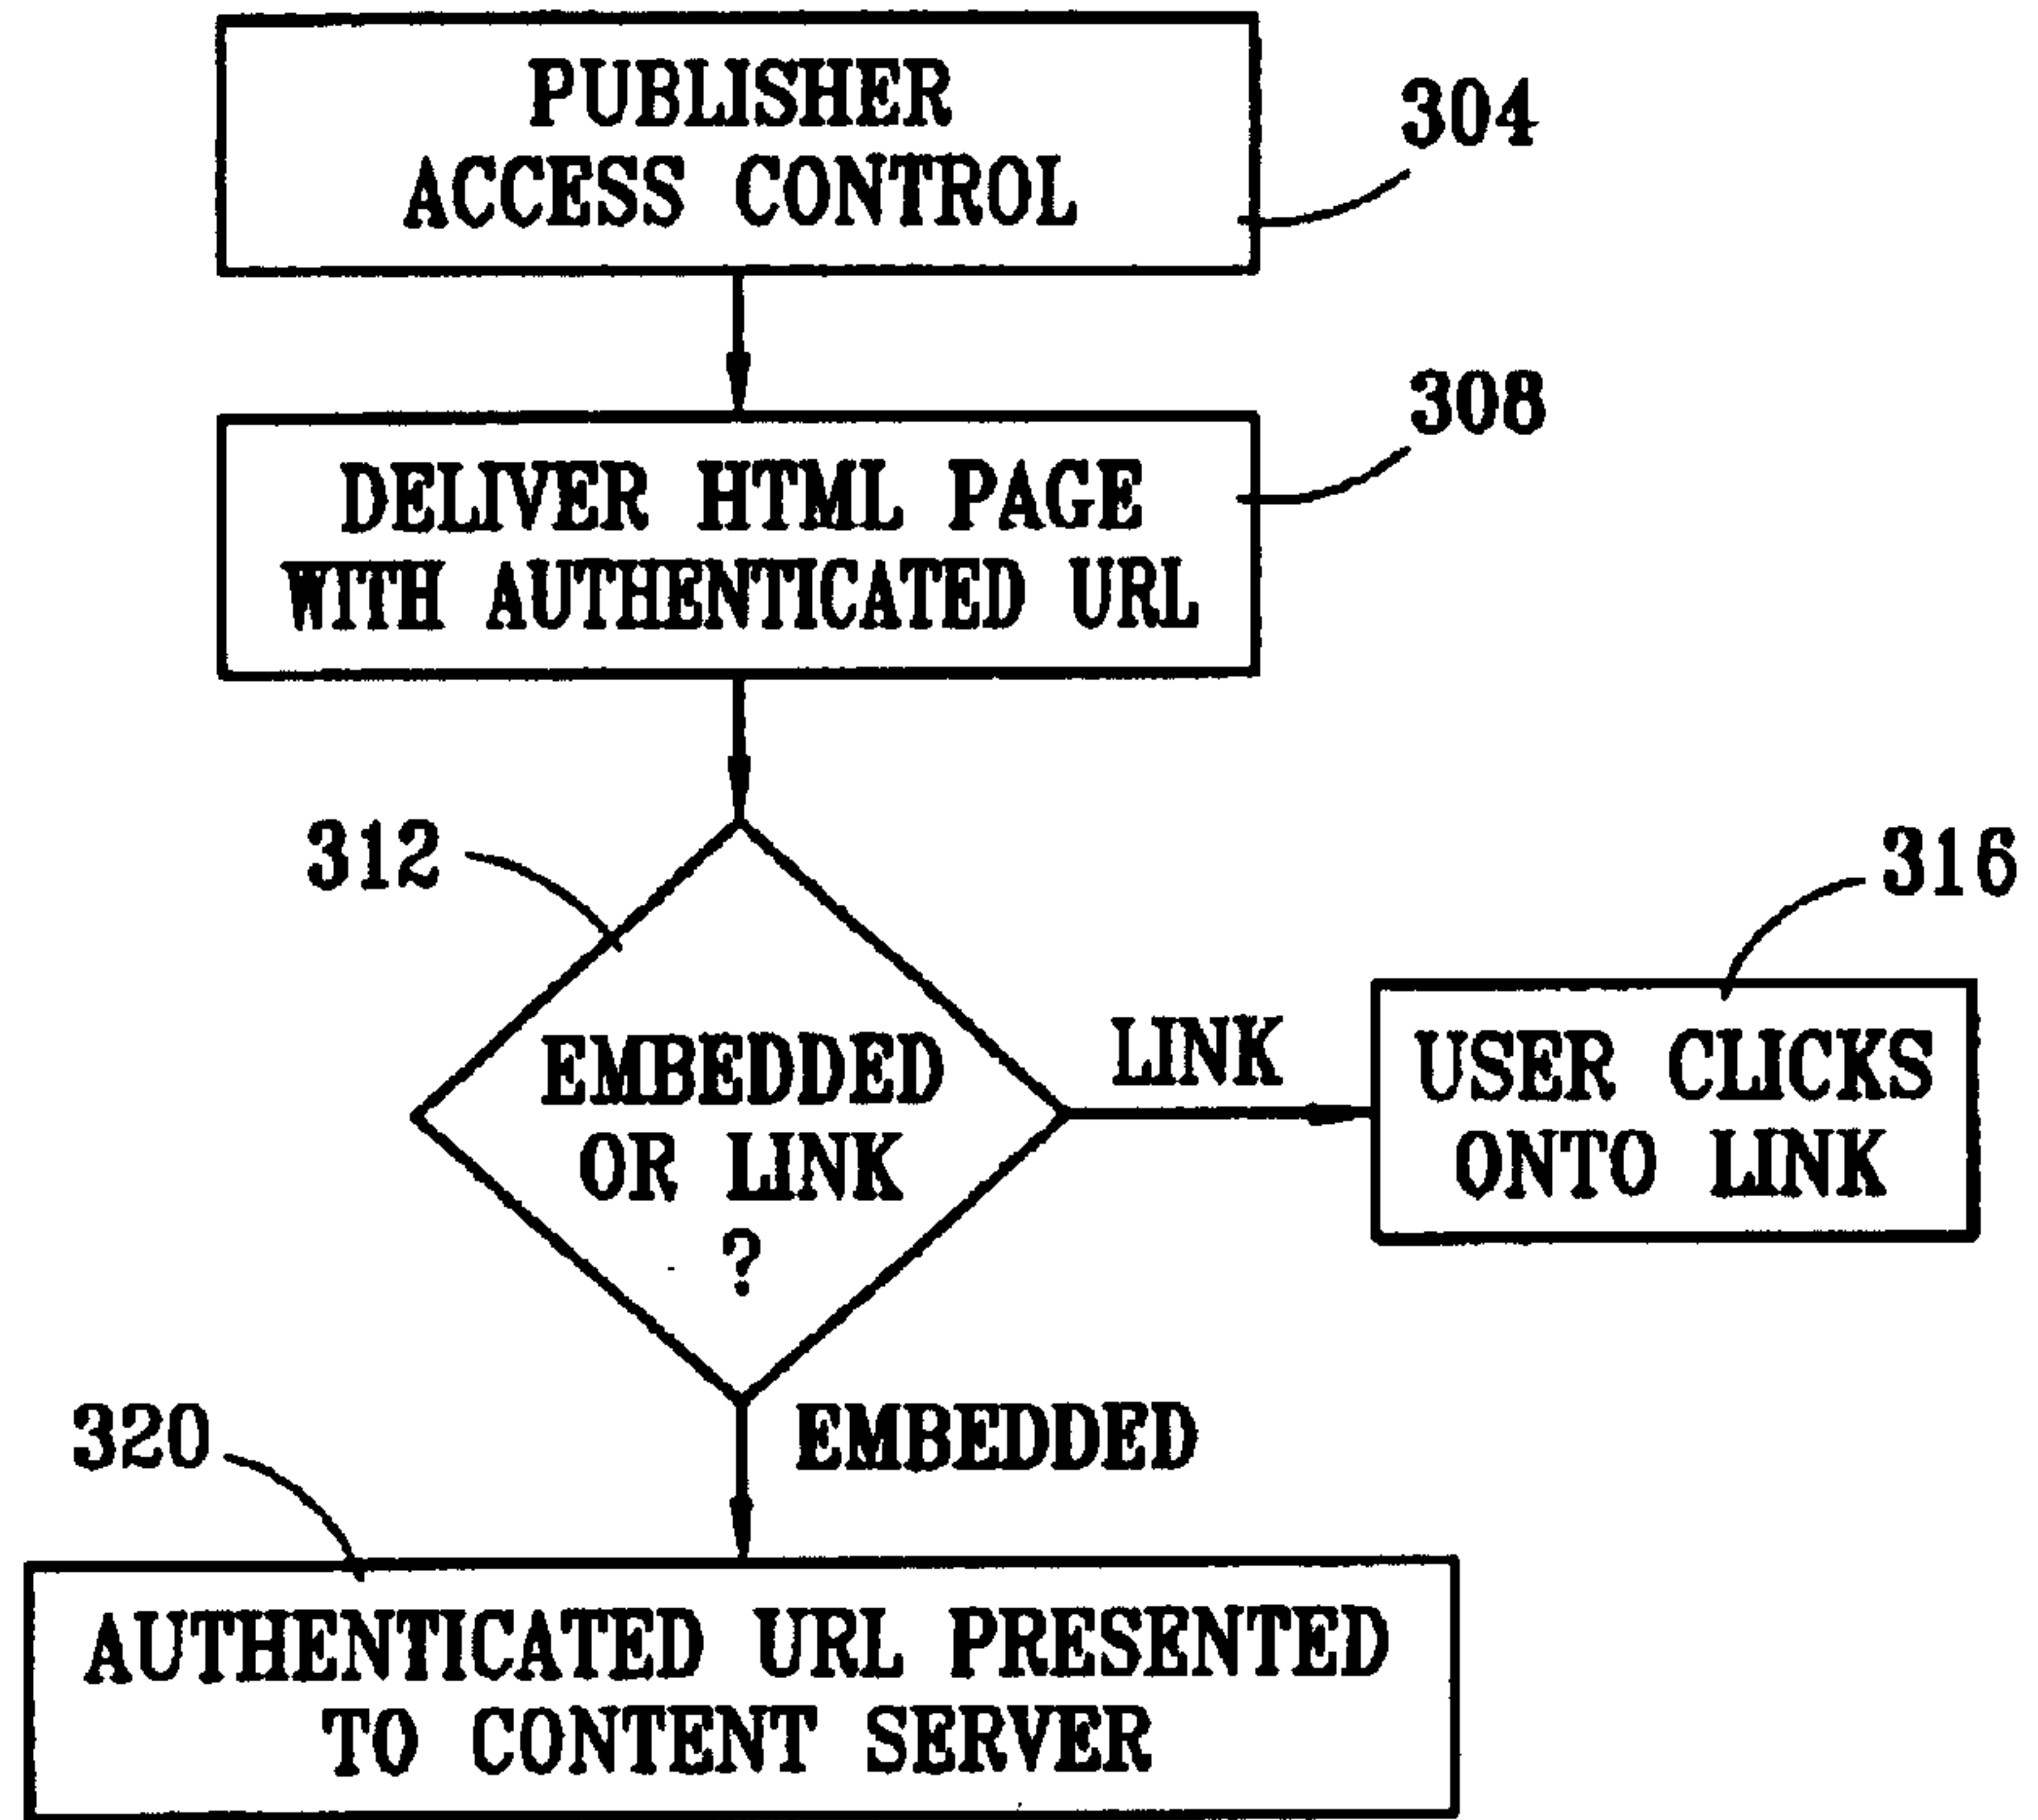 PUBLISHER
ACCESS CONTROL
304
DELIVER HTML PAGE
WITH AUTHENTICATED URL
308
312
EMBEDDED
OR LINK
?
LINK
316
USER CLICKS
ONTO LINK
EMBEDDED
320
AUTHENTICATED URL PRESENTED
TO CONTENT SERVER